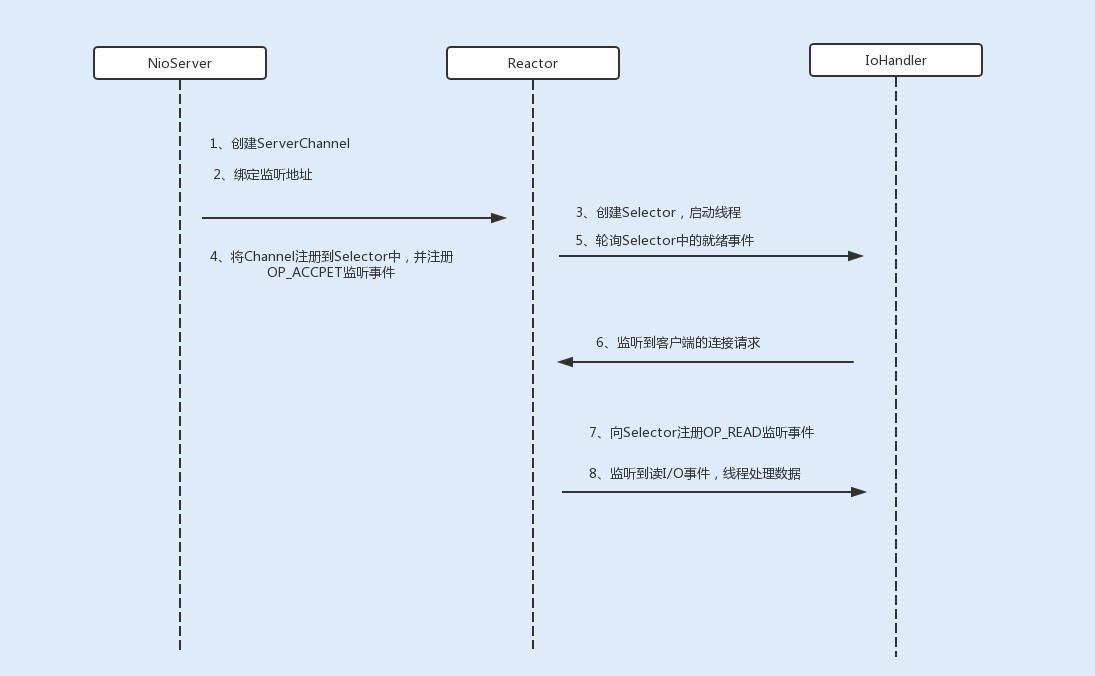 NioServer
Reactor
IoHandler
1、创建ServerChannel
2、绑定监听地址
3、创建Selector，启动线程
5、轮询Selector中的就绪事件
4、将Channel注册到Selector中，并注册
OP_ACCPET监听事件
6、监听到客户端的连接请求
7、向Selector注册OP_READ监听事件
8、监听到读I/O事件，线程处理数据